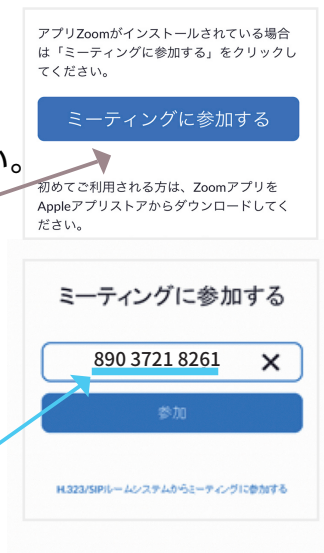 アプリZoomがインストールされている場合
は「ミーティングに参加する」をクリックし
てください。
ミーティングに参加する
い。
初めてご利用される方は、Zoomアプリを
Appleアプリストアからダウンロードしてく
ださい。
ミーティングに参加する
890 3721 8261 ×
参加
H.323/SIPルームシステムからミーティングに参加する